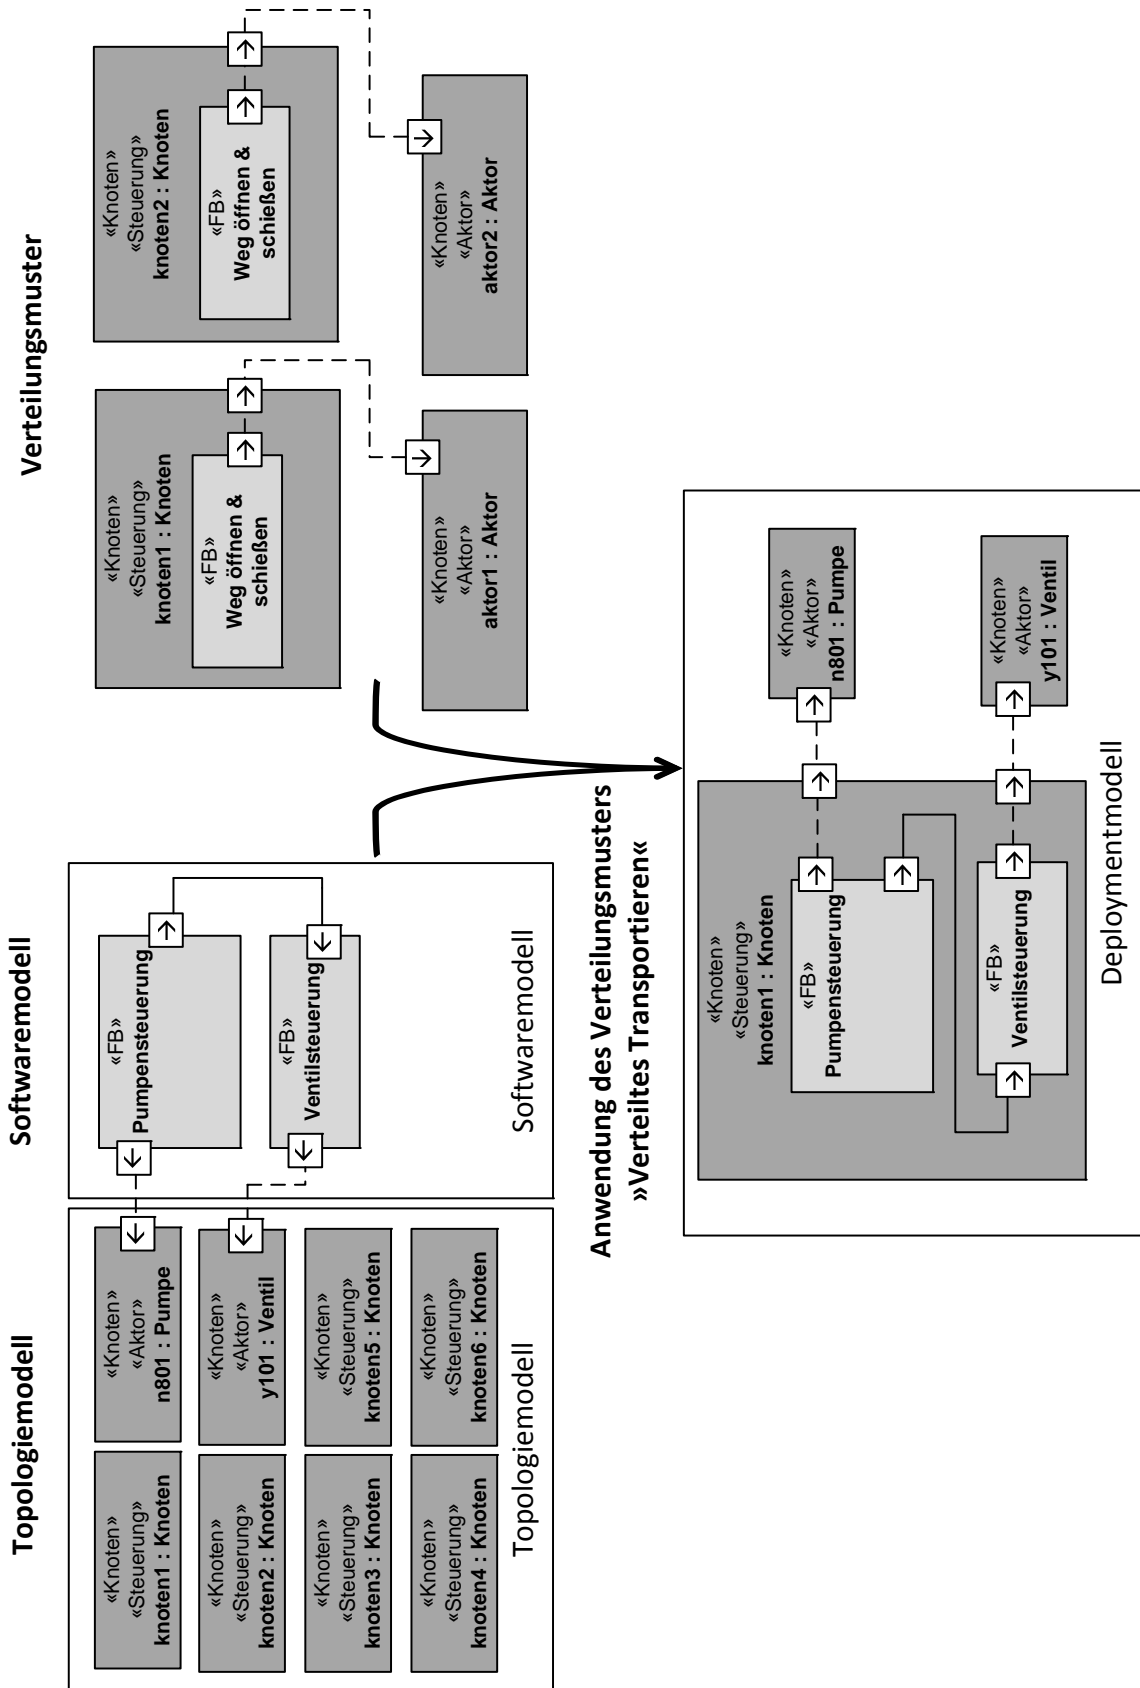 Topologiemodell
«Knoten»
«Steuerung»
knoten1 : Knoten
«Knoten»
«Aktor»
n801 : Pumpe
«Knoten»
«Steuerung»
knoten2 : Knoten
«Knoten»
«Aktor»
y101 : Ventil
«Knoten»
«Steuerung»
knoten3 : Knoten
«Knoten»
«Steuerung»
knoten5 : Knoten
«Knoten»
«Steuerung»
knoten4 : Knoten
«Knoten»
«Steuerung»
knoten6 : Knoten
Topologiemodell
Softwaremodell
«FB»
Pumpensteuerung
«FB»
Ventilsteuerung
Softwaremodell
Verteilungsmuster
«Knoten»
«Steuerung»
knoten1 : Knoten
«FB»
Weg öffnen &
schießen
«Knoten»
«Aktor»
aktor1 : Aktor
«Knoten»
«Steuerung»
knoten2 : Knoten
«FB»
Weg öffnen &
schießen
«Knoten»
«Aktor»
aktor2 : Aktor
Anwendung des Verteilungsmusters
»Verteiltes Transportieren«
«Knoten»
«Steuerung»
knoten1 : Knoten
«FB»
Pumpensteuerung
«FB»
Ventilsteuerung
«Knoten»
«Aktor»
n801 : Pumpe
«Knoten»
«Aktor»
y101 : Ventil
Deploymentmodell